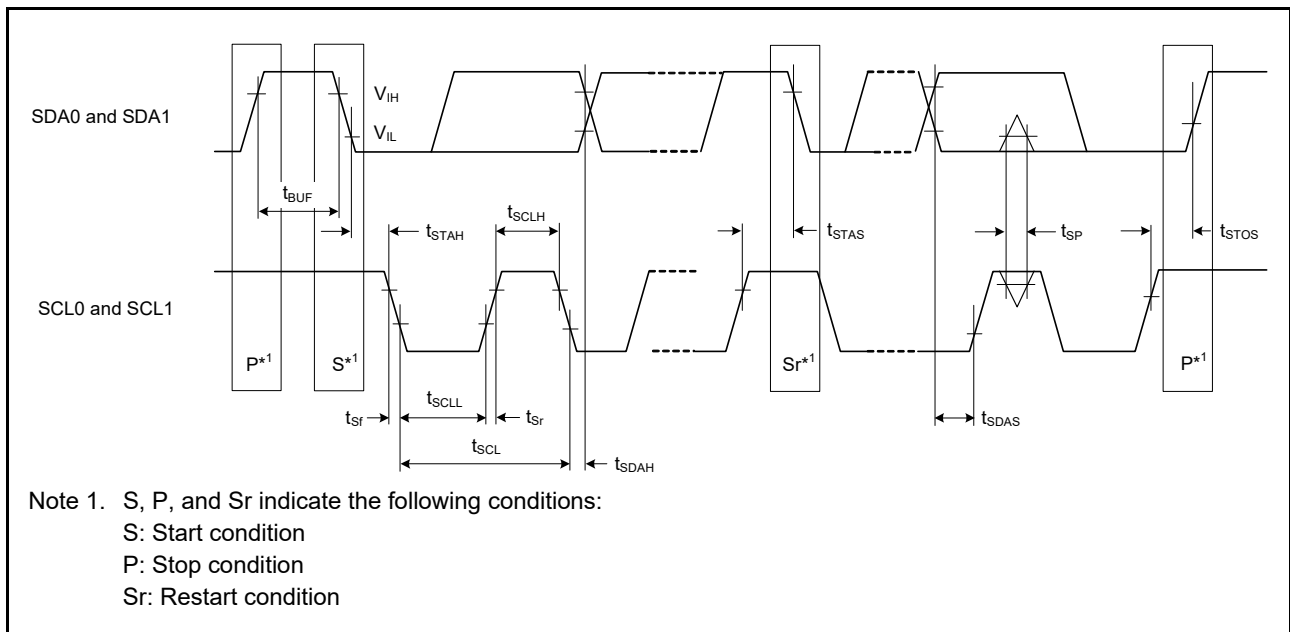 SDA0 and SDA1
VIH
VIL
tBUF
tSTAH
tSCLH
tSTAS
tSP
tSTOS
SCL0 and SCL1
P*1
S*1
Sr*1
P*1
tSf
tSCLL
tSr
tSDAS
tSCL
tSDAH
Note 1. S, P, and Sr indicate the following conditions:
S: Start condition
P: Stop condition
Sr: Restart condition